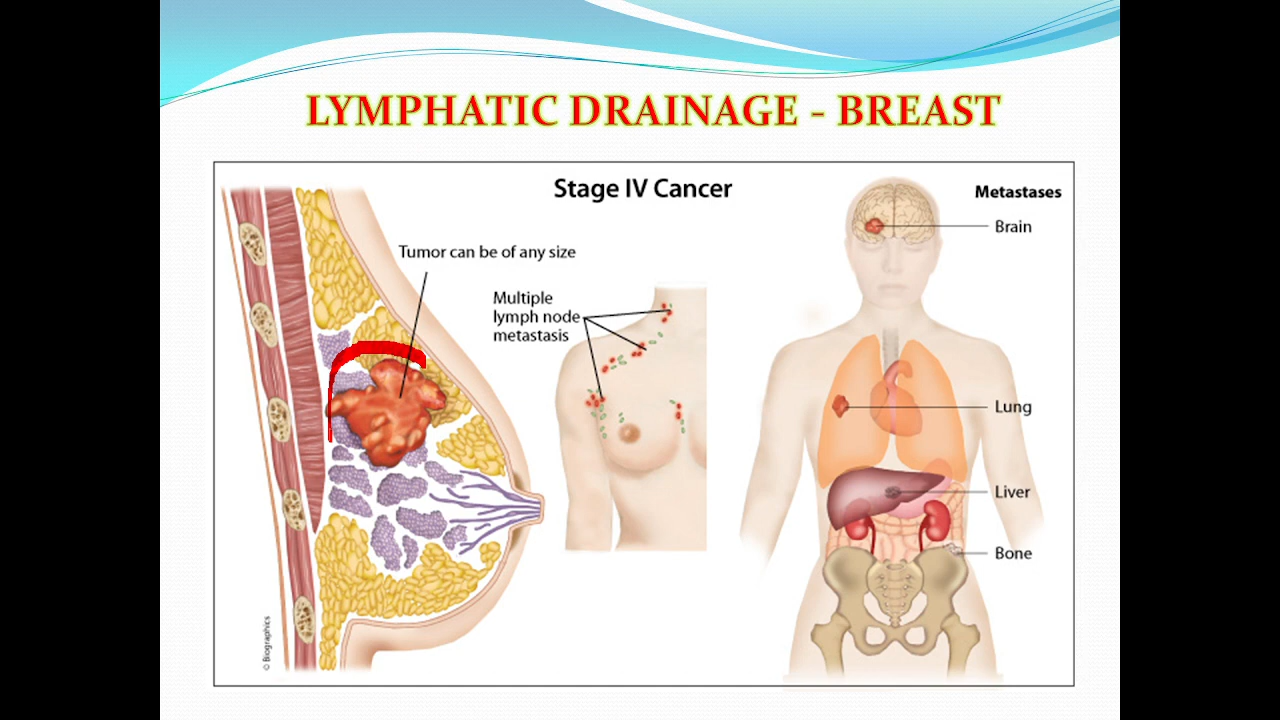 LYMPHATIC DRAINAGE - BREAST
Stage IV Cancer
Tumor can be of any size
Multiple
lymph node
metastasis
Metastases
Brain
Lung
Liver
Bone
© Biographics